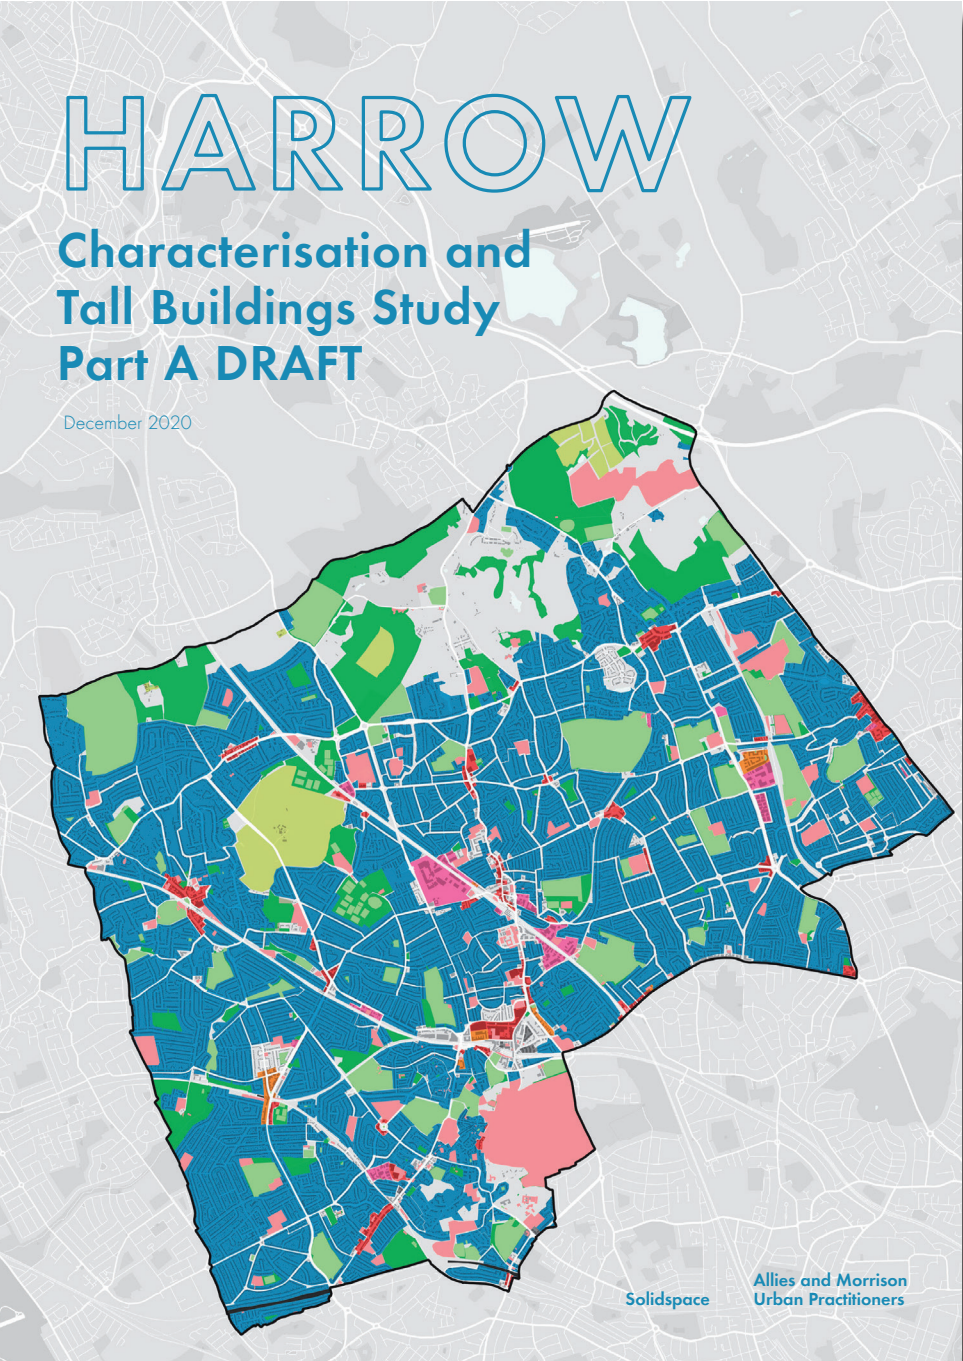 HARROW
Characterisation and
Tall Buildings Study
Part A DRAFT
December 2020
Solidspace
Allies and Morrison
Urban Practitioners